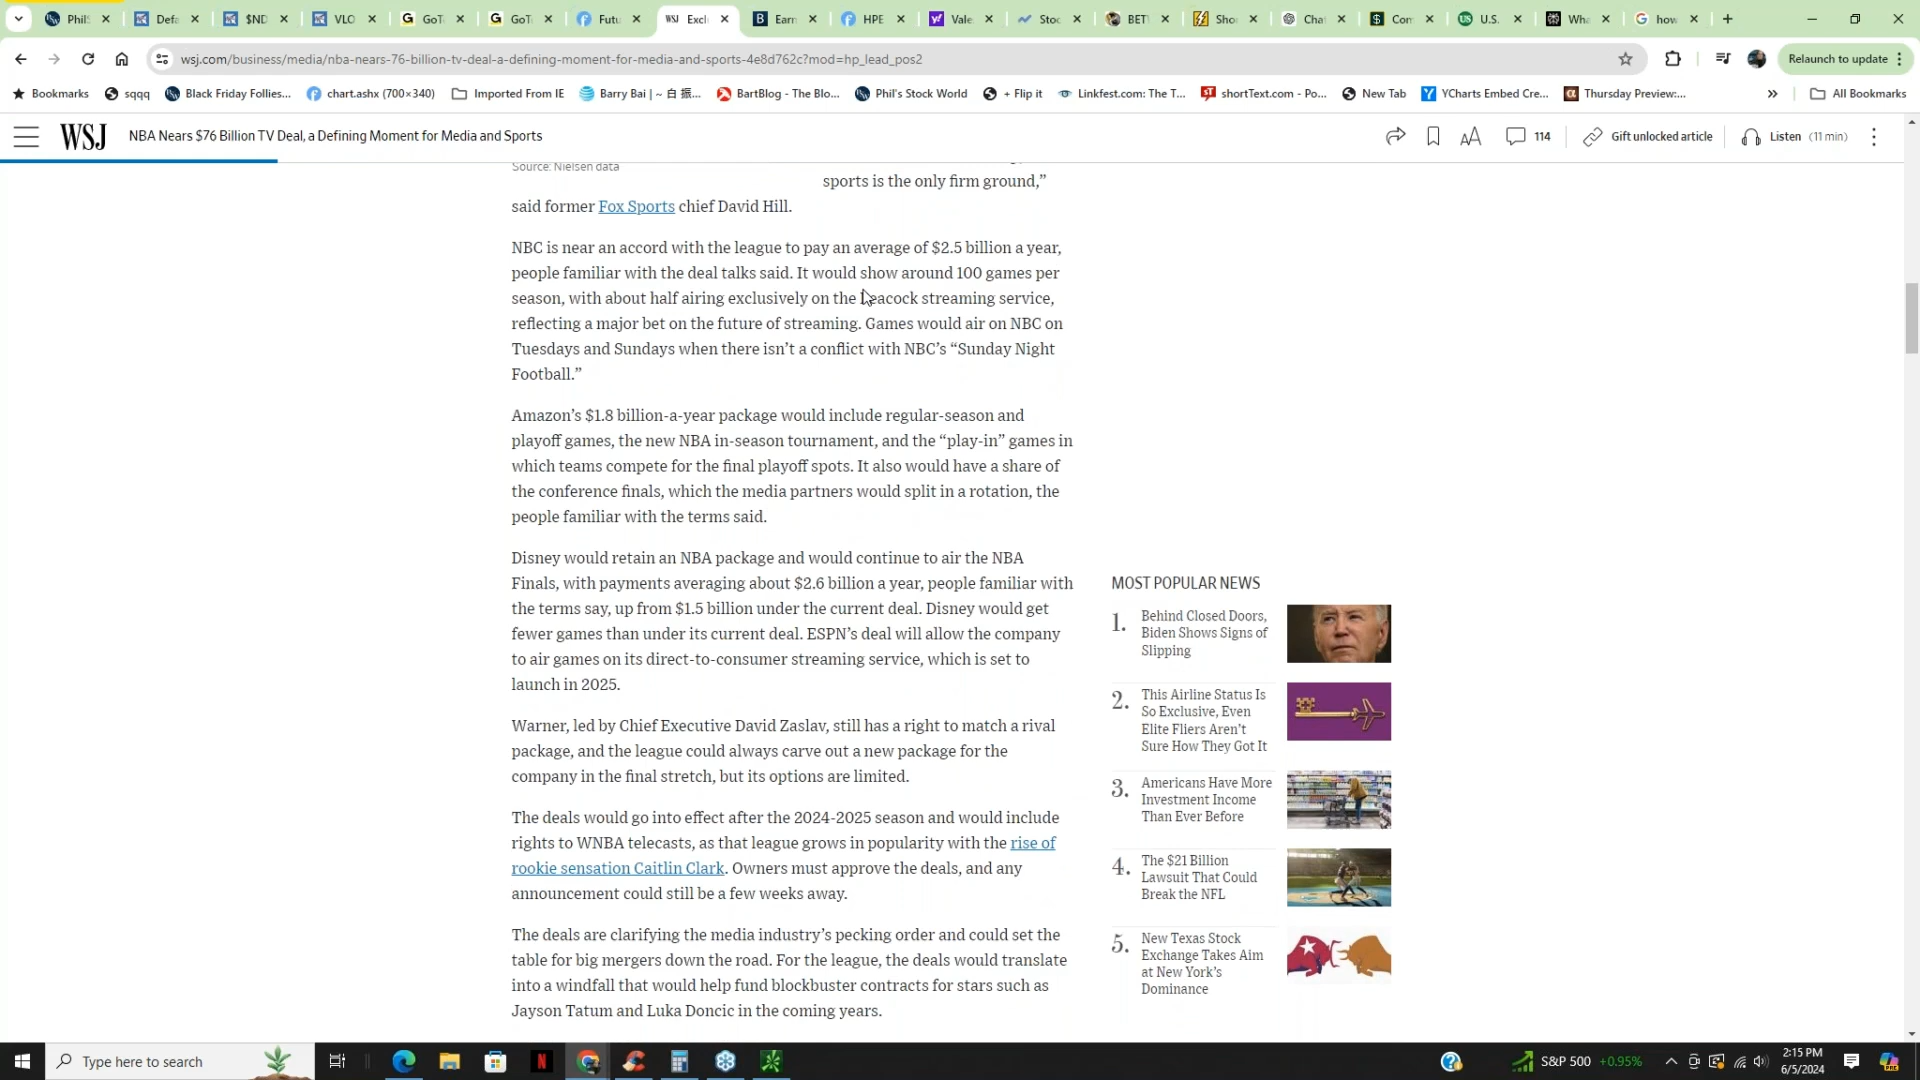 Phil'S
Defa
$ND
VLO
GoTo
GoTo
Futu
WSJ Excl
Earn
HPE
Vale
Stoc
BET
Sho
Chat
Com
U.S.
Wha
how
wsj.com/business/media/nba-nears-76-billion-tv-deal-a-defining-moment-for-media-and-sports-4e8d762c?mod=hp_lead_pos2
Relaunch to update
Bookmarks
sqqq
Black Friday Follies...
chart.ashx (700×340)
Imported From IE
Barry Bai | ~ 白 振...
BartBlog - The Blo...
Phil's Stock World
+ Flip it
Linkfest.com: The T...
shortText.com - Po...
New Tab
YCharts Embed Cre...
Thursday Preview:...
All Bookmarks
WSJ
NBA Nears $76 Billion TV Deal, a Defining Moment for Media and Sports
114
Gift unlocked article
Listen (11 min)
Source: Nielsen data
sports is the only firm ground,”
said former Fox Sports chief David Hill.
NBC is near an accord with the league to pay an average of $2.5 billion a year,
people familiar with the deal talks said. It would show around 100 games per
season, with about half airing exclusively on the Peacock streaming service,
reflecting a major bet on the future of streaming. Games would air on NBC on
Tuesdays and Sundays when there isn’t a conflict with NBC’s “Sunday Night
Football.”
Amazon’s $1.8 billion-a-year package would include regular-season and
playoff games, the new NBA in-season tournament, and the “play-in” games in
which teams compete for the final playoff spots. It also would have a share of
the conference finals, which the media partners would split in a rotation, the
people familiar with the terms said.
Disney would retain an NBA package and would continue to air the NBA
Finals, with payments averaging about $2.6 billion a year, people familiar with
the terms say, up from $1.5 billion under the current deal. Disney would get
fewer games than under its current deal. ESPN’s deal will allow the company
to air games on its direct-to-consumer streaming service, which is set to
launch in 2025.
Warner, led by Chief Executive David Zaslav, still has a right to match a rival
package, and the league could always carve out a new package for the
company in the final stretch, but its options are limited.
The deals would go into effect after the 2024-2025 season and would include
rights to WNBA telecasts, as that league grows in popularity with the rise of
rookie sensation Caitlin Clark. Owners must approve the deals, and any
announcement could still be a few weeks away.
The deals are clarifying the media industry’s pecking order and could set the
table for big mergers down the road. For the league, the deals would translate
into a windfall that would help fund blockbuster contracts for stars such as
Jayson Tatum and Luka Doncic in the coming years.
MOST POPULAR NEWS
1.
Behind Closed Doors,
Biden Shows Signs of
Slipping
2.
This Airline Status Is
So Exclusive, Even
Elite Fliers Aren’t
Sure How They Got It
3.
Americans Have More
Investment Income
Than Ever Before
4.
The $21 Billion
Lawsuit That Could
Break the NFL
5.
New Texas Stock
Exchange Takes Aim
at New York’s
Dominance
Type here to search
S&P 500 +0.95%
2:15 PM
6/5/2024